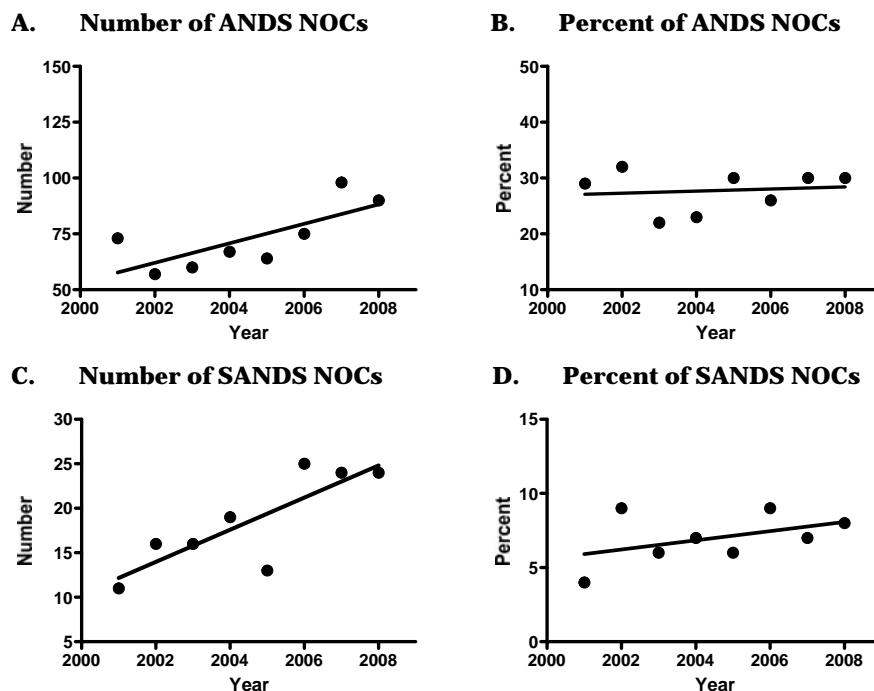 A. Number of ANDS NOCs
B. Percent of ANDS NOCs
150
125
100
75
50
Number
2000 2002 2004 2006 2008
Year
50
40
30
20
10
Percent
2000 2002 2004 2006 2008
Year
C. Number of SANDS NOCs
D. Percent of SANDS NOCs
30
25
20
15
10
5
Number
2000 2002 2004 2006 2008
Year
15
10
5
0
Percent
2000 2002 2004 2006 2008
Year